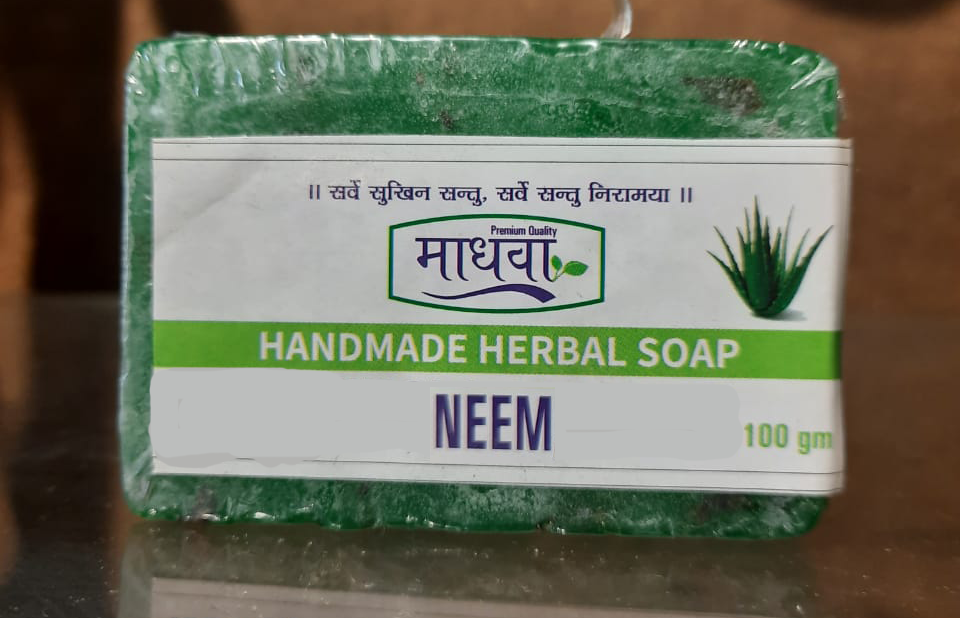 ॥ सर्वे सुखिन सन्तु, सर्वे सन्तु निरामया ॥
Premium Quality
माधवा
HANDMADE HERBAL SOAP
NEEM
100 gm